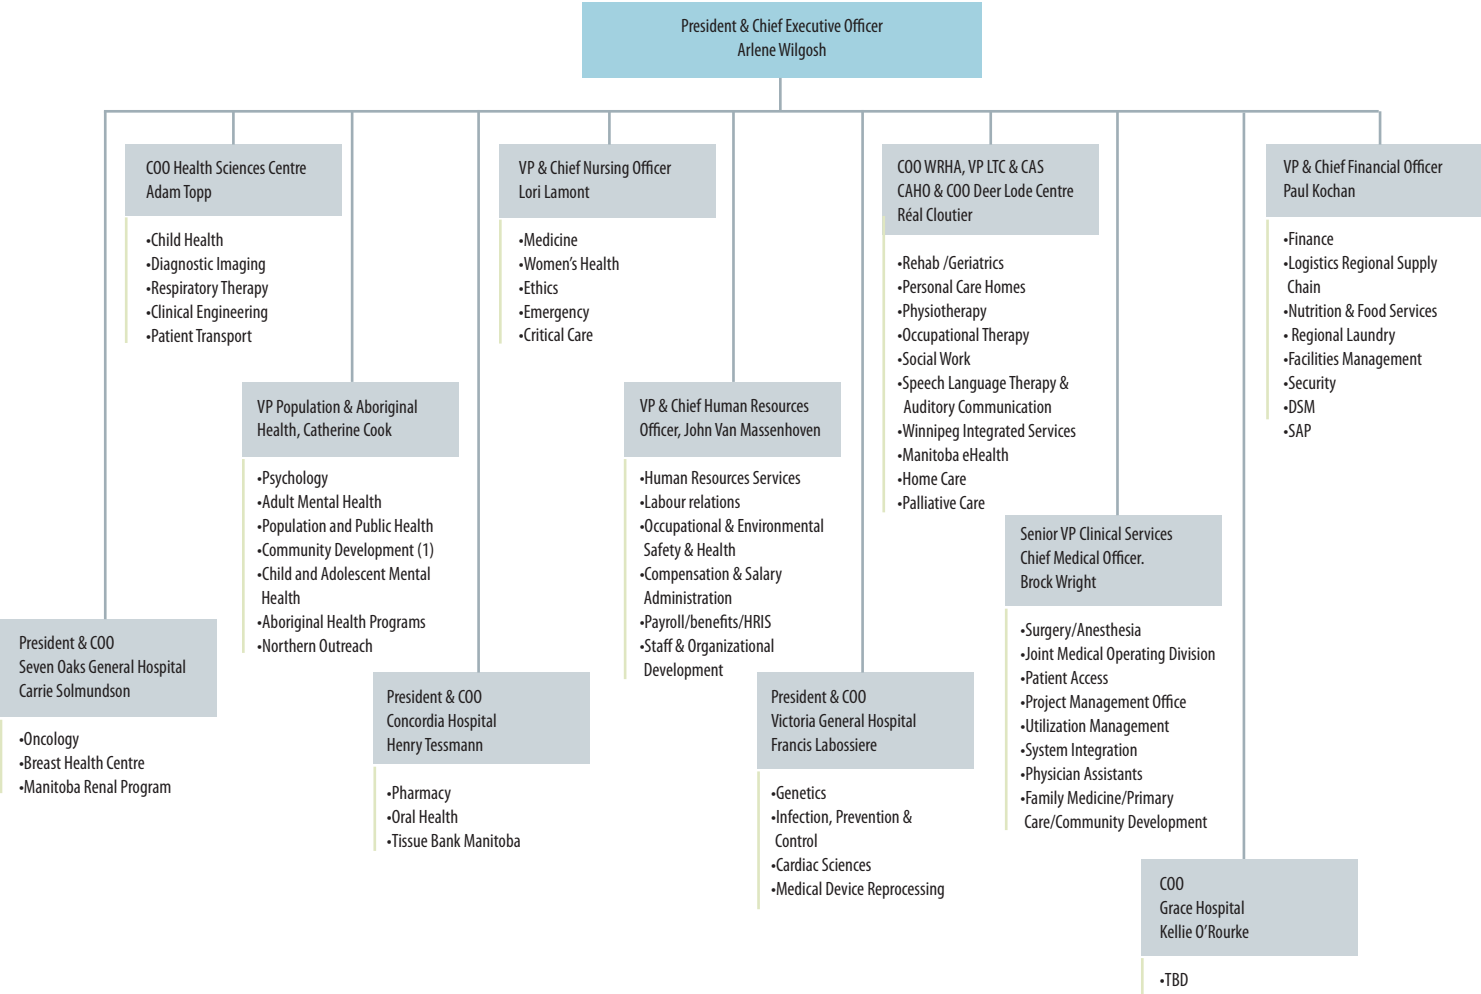 President & Chief Executive Officer
Arlene Wilgosh
COO Health Sciences Centre
Adam Topp
•Child Health
•Diagnostic Imaging
•Respiratory Therapy
•Clinical Engineering
•Patient Transport
VP & Chief Nursing Officer
Lori Lamont
•Medicine
•Women’s Health
•Ethics
•Emergency
•Critical Care
COO WRHA, VP LTC & CAS
CAHO & COO Deer Lode Centre
Réal Cloutier
•Rehab /Geriatrics
•Personal Care Homes
•Physiotherapy
•Occupational Therapy
•Social Work
•Speech Language Therapy &
Auditory Communication
•Winnipeg Integrated Services
•Manitoba eHealth
•Home Care
•Palliative Care
VP & Chief Financial Officer
Paul Kochan
•Finance
•Logistics Regional Supply
Chain
•Nutrition & Food Services
• Regional Laundry
•Facilities Management
•Security
•DSM
•SAP
VP Population & Aboriginal
Health, Catherine Cook
•Psychology
•Adult Mental Health
•Population and Public Health
•Community Development (1)
•Child and Adolescent Mental
Health
•Aboriginal Health Programs
•Northern Outreach
VP & Chief Human Resources
Officer, John Van Massenhoven
•Human Resources Services
•Labour relations
•Occupational & Environmental
Safety & Health
•Compensation & Salary
Administration
•Payroll/benefits/HRIS
•Staff & Organizational
Development
Senior VP Clinical Services
Chief Medical Officer.
Brock Wright
•Surgery/Anesthesia
•Joint Medical Operating Division
•Patient Access
•Project Management Office
•Utilization Management
•System Integration
•Physician Assistants
•Family Medicine/Primary
Care/Community Development
President & COO
Seven Oaks General Hospital
Carrie Solmundson
•Oncology
•Breast Health Centre
•Manitoba Renal Program
President & COO
Concordia Hospital
Henry Tessmann
•Pharmacy
•Oral Health
•Tissue Bank Manitoba
President & COO
Victoria General Hospital
Francis Labossiere
•Genetics
•Infection, Prevention &
Control
•Cardiac Sciences
•Medical Device Reprocessing
COO
Grace Hospital
Kellie O’Rourke
•TBD